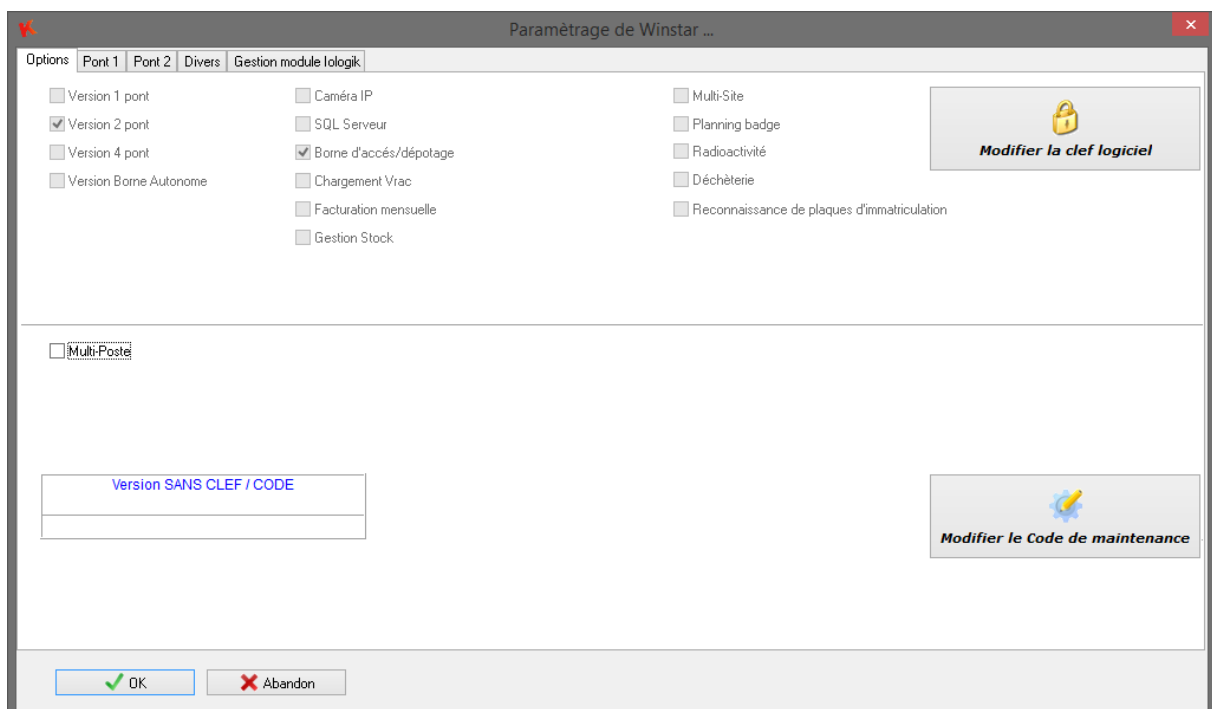 Paramètrage de Winstar ...
Options Pont 1 Pont 2 Divers Gestion module Iologik
Version 1 pont Caméra IP Multi-Site
Version 2 pont SQL Serveur Planning badge
Version 4 pont Borne d'accés/dépotage Radioactivité
Modifier la clef logiciel
Version Borne Autonome Chargement Vrac Déchèterie
Facturation mensuelle Reconnaissance de plaques d'immatriculation
Gestion Stock
Multi-Poste
Version SANS CLEF / CODE
Modifier le Code de maintenance
OK Abandon